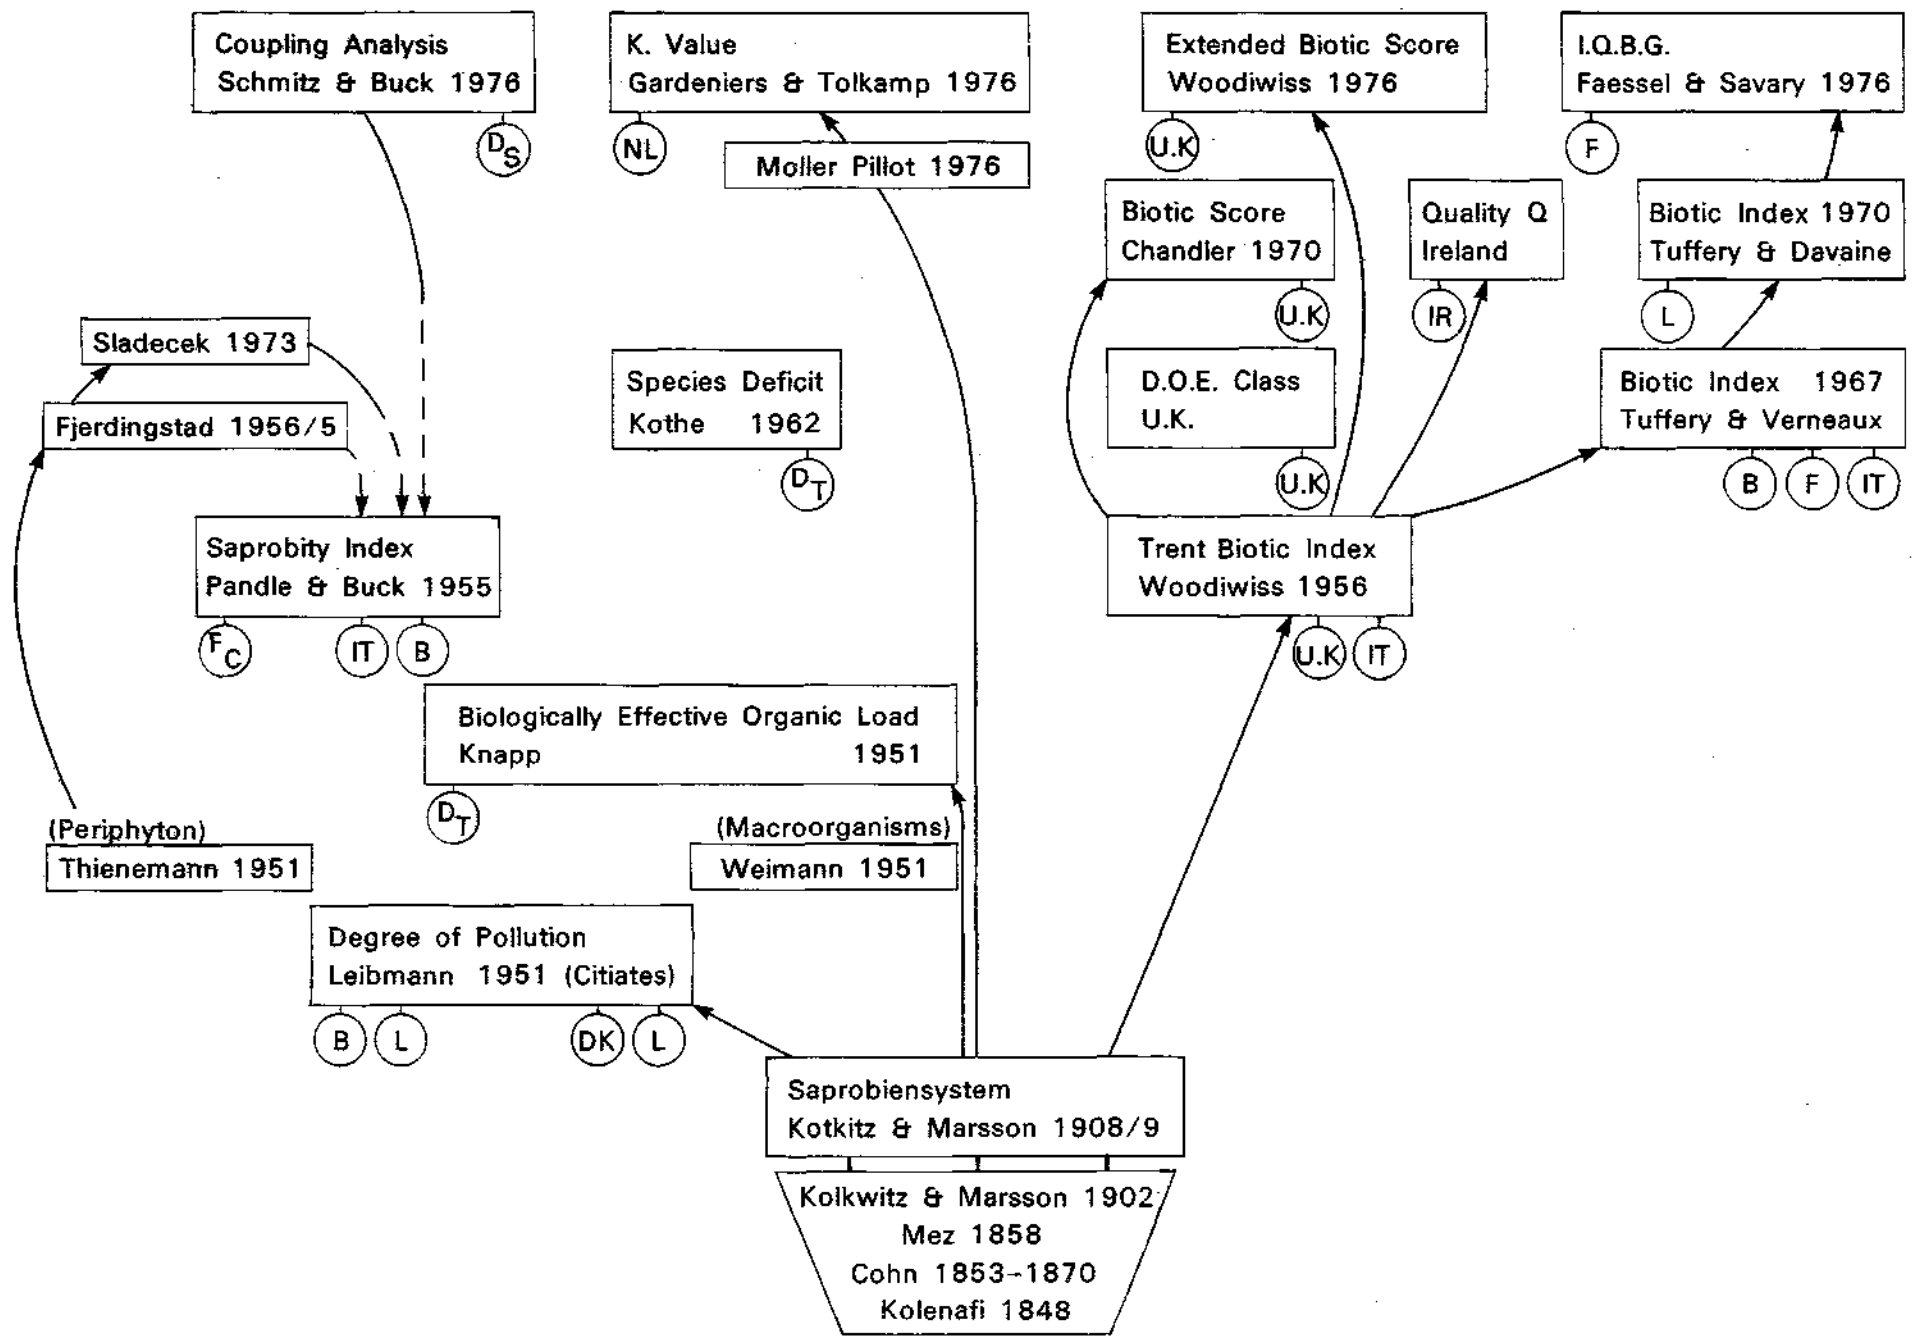 Coupling Analysis
Schmitz & Buck 1976
DS
K. Value
Gardeniers & Tolkamp 1976
NL
Moller Pillot 1976
Extended Biotic Score
Woodiwiss 1976
U.K
I.Q.B.G.
Faessel & Savary 1976
F
Biotic Score
Chandler 1970
U.K
Quality Q
Ireland
IR
Biotic Index 1970
Tuffery & Davaine
L
Sladecek 1973
Fjerdingstad 1956/5
Species Deficit
Kothe 1962
DT
D.O.E. Class
U.K.
U.K
Biotic Index 1967
Tuffery & Verneaux
B F IT
Saprobity Index
Pandle & Buck 1955
FC IT B
Trent Biotic Index
Woodiwiss 1956
U.K IT
Biologically Effective Organic Load
Knapp 1951
DT
(Periphyton)
Thienemann 1951
(Macroorganisms)
Weimann 1951
Degree of Pollution
Leibmann 1951 (Citiates)
B L DK L
Saprobiensystem
Kotkitz & Marsson 1908/9
Kolkwitz & Marsson 1902
Mez 1858
Cohn 1853-1870
Kolenafi 1848